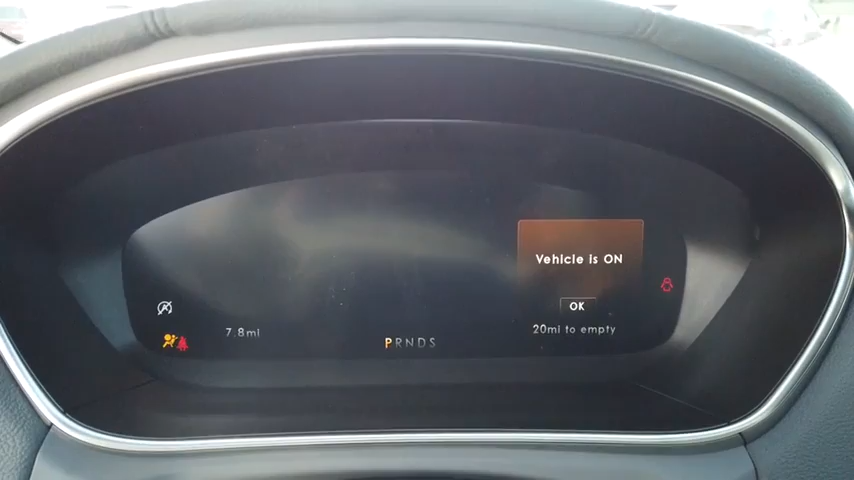 Vehicle is ON
OK
7.8mi
PRNDS
20mi to empty